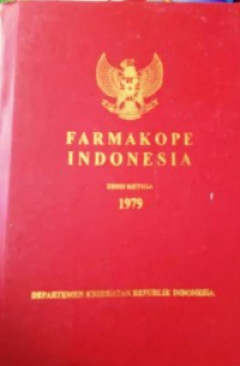 FARMAKOPE
INDONESIA
EDISI KETIGA
1979
DEPARTEMEN KESEHATAN REPUBLIK INDONESIA